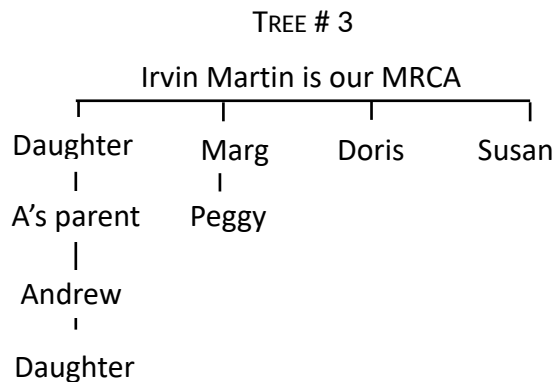 TREE # 3
Irvin Martin is our MRCA
Daughter Marg Doris Susan
A's parent Peggy
Andrew
Daughter